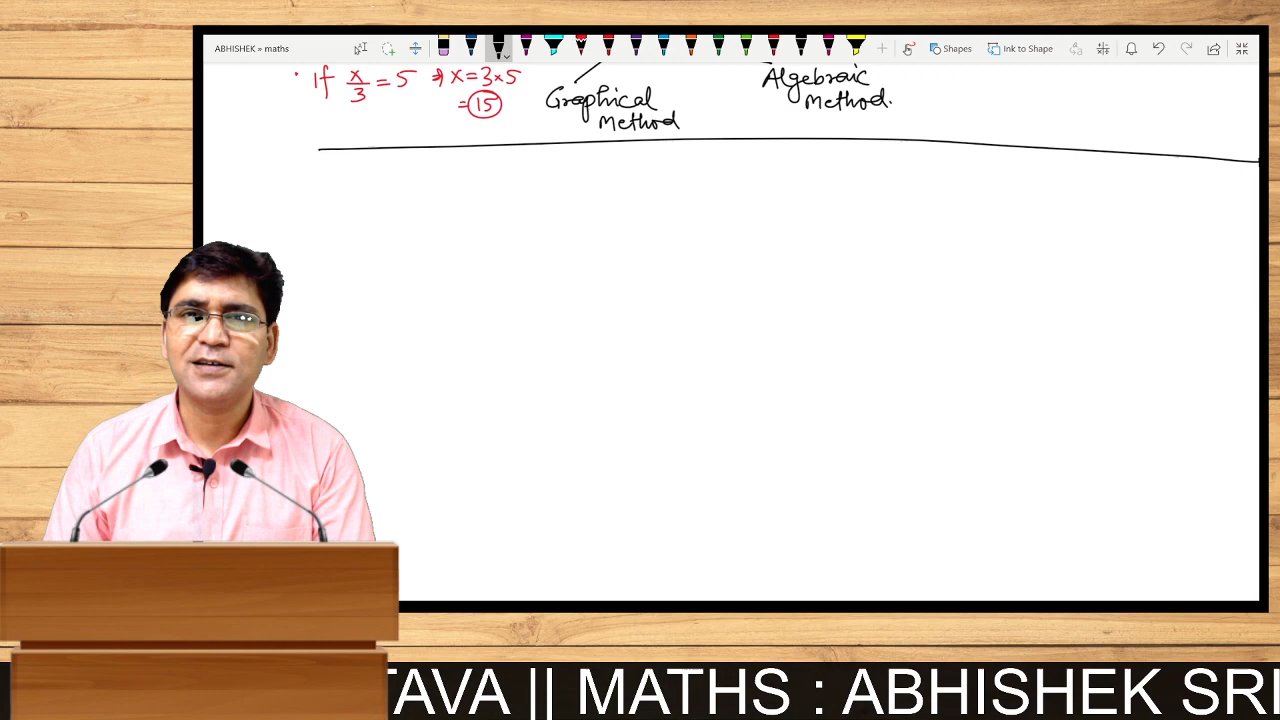 ABHISHEK » maths
Shapes
Ink to Shape
· If x/3 = 5 ⇒ x = 3×5
= 15
Graphical
Method
Algebraic
Method.
TAVA || MATHS : ABHISHEK SRI